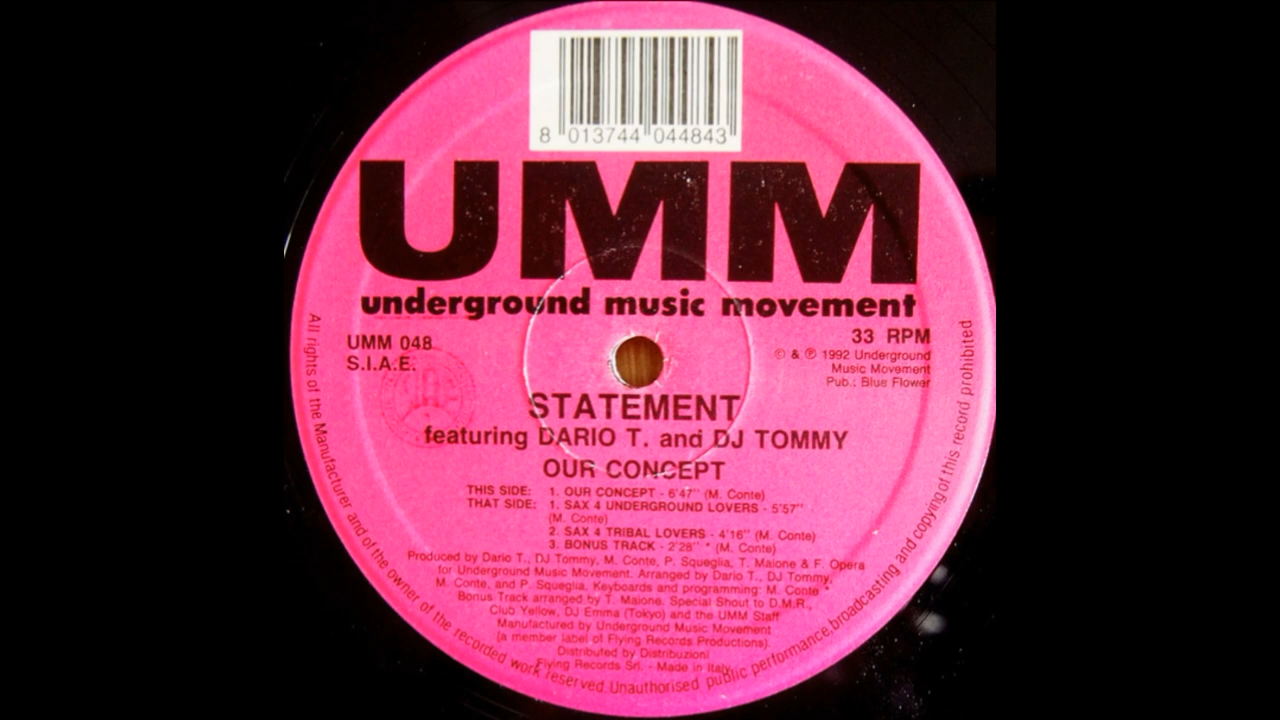 8 013744 044843
UMM
underground music movement
UMM 048
S.I.A.E.
33 RPM
© & ℗ 1992 Underground
Music Movement
Pub.: Blue Flower
STATEMENT
featuring DARIO T. and DJ TOMMY
OUR CONCEPT
THIS SIDE: 1. OUR CONCEPT - 6'47'' (M. Conte)
THAT SIDE: 1. SAX 4 UNDERGROUND LOVERS - 5'57''
(M. Conte)
2. SAX 4 TRIBAL LOVERS - 4'16'' (M. Conte)
3. BONUS TRACK - 2'28'' * (M. Conte)
Produced by Dario T., DJ Tommy, M. Conte, P. Squeglia, T. Maione & F. Opera
for Underground Music Movement. Arranged by Dario T., DJ Tommy,
M. Conte, and P. Squeglia. Keyboards and programming: M. Conte *
Bonus Track arranged by T. Maione. Special Shout to D.M.R.,
Club Yellow, DJ Emma (Tokyo) and the UMM Staff
Manufactured by Underground Music Movement
(a member label of Flying Records Productions).
Distributed by Distribuzioni
Flying Records Srl. - Made in Italy.
All rights of the Manufacturer and of the owner of the recorded work reserved. Unauthorised public performance, broadcasting and copying of this record prohibited